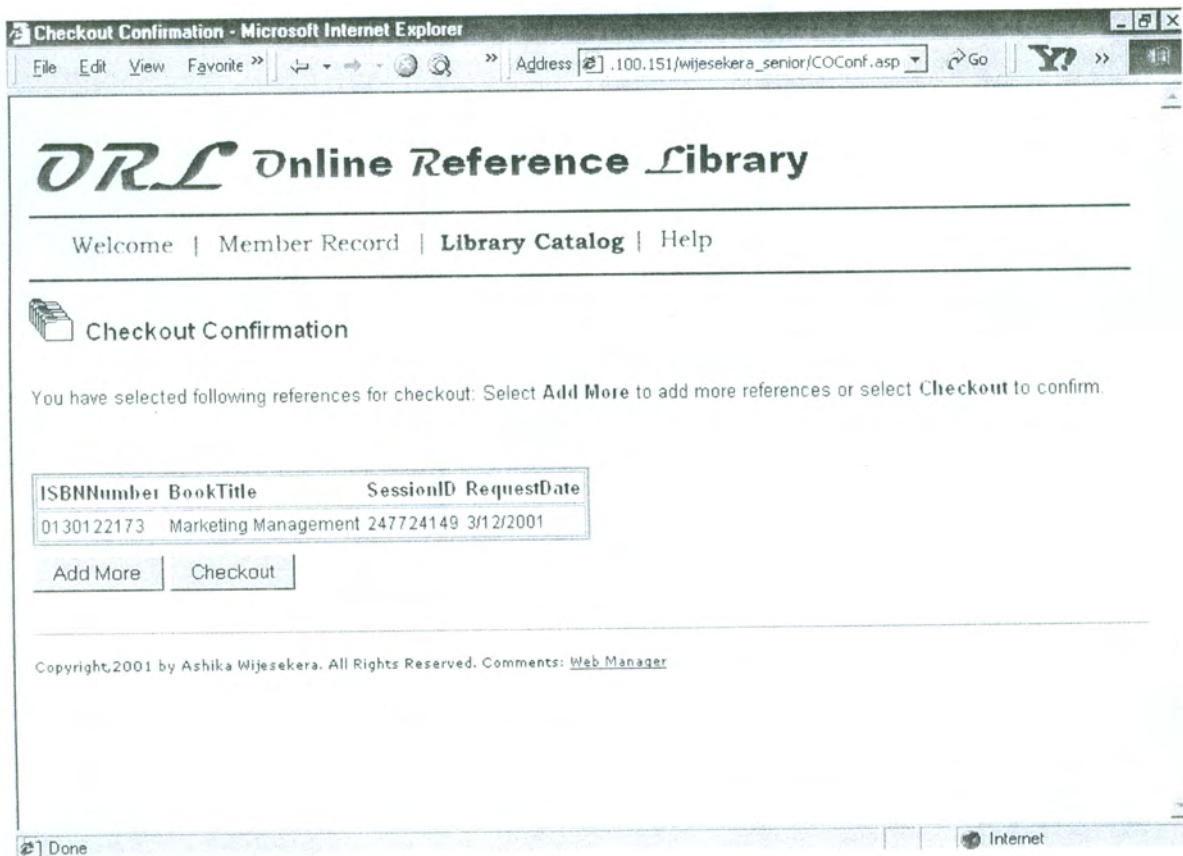 Checkout Confirmation - Microsoft Internet Explorer
File Edit View Favorite » » Address .100.151/wijesekera_senior/COConf.asp Go Y! »
ORL Online Reference Library
Welcome | Member Record | Library Catalog | Help
Checkout Confirmation
You have selected following references for checkout: Select Add More to add more references or select Checkout to confirm.
ISBNNumber BookTitle SessionID RequestDate
0130122173 Marketing Management 247724149 3/12/2001
Add More Checkout
Copyright,2001 by Ashika Wijesekera. All Rights Reserved. Comments: Web Manager
Done Internet